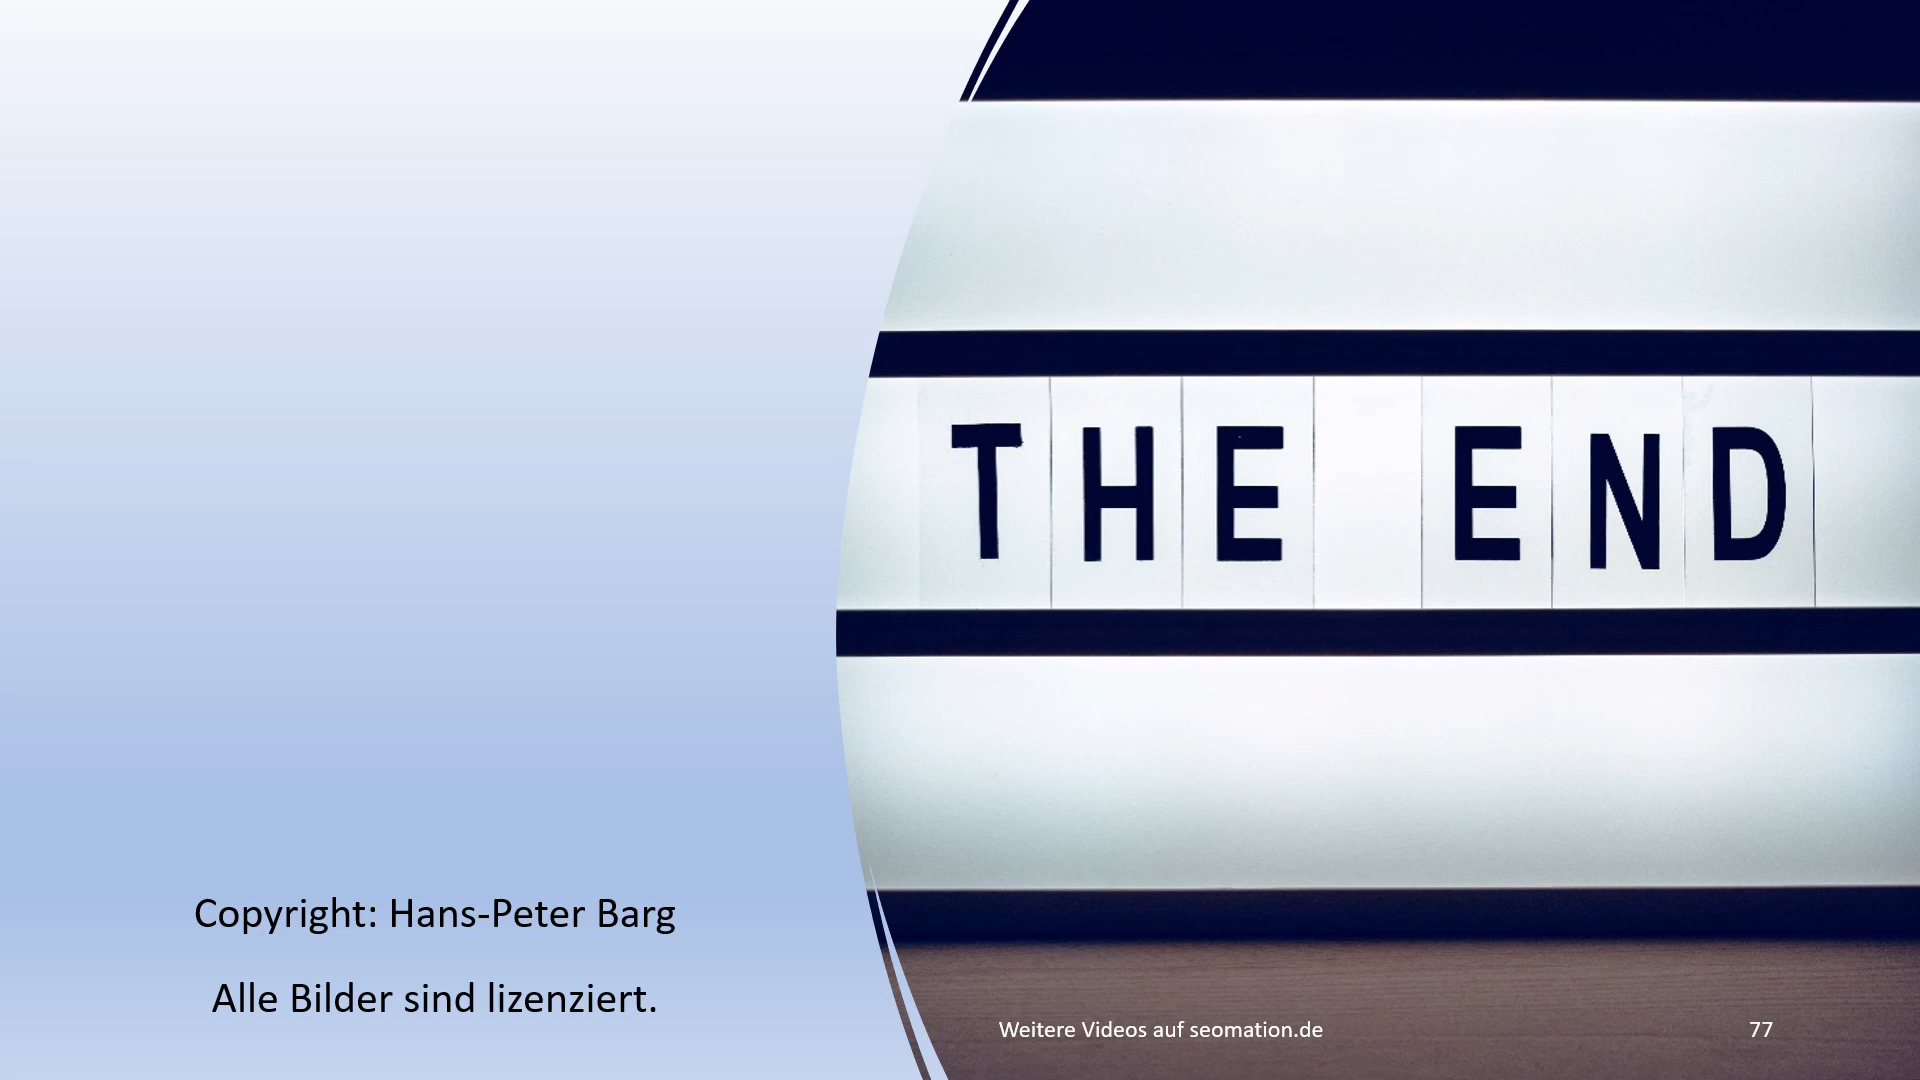 THE END
Copyright: Hans-Peter Barg
Alle Bilder sind lizenziert.
Weitere Videos auf seomation.de
77